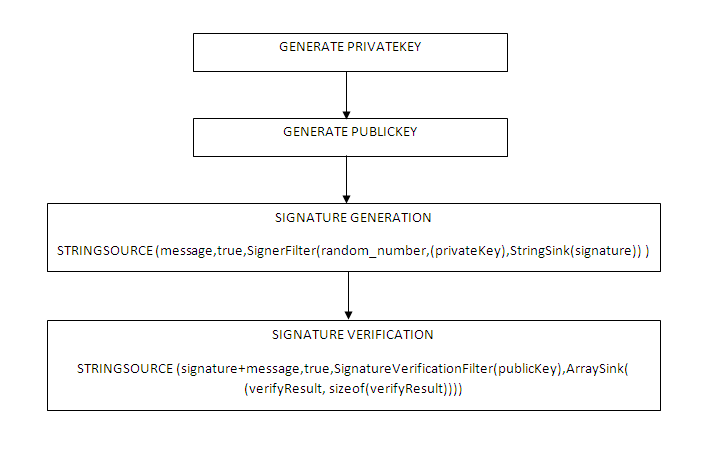 GENERATE PRIVATEKEY
GENERATE PUBLICKEY
SIGNATURE GENERATION
STRINGSOURCE (message,true,SignerFilter(random_number,(privateKey),StringSink(signature)) )
SIGNATURE VERIFICATION
STRINGSOURCE (signature+message,true,SignatureVerificationFilter(publicKey),ArraySink(
(verifyResult, sizeof(verifyResult))))